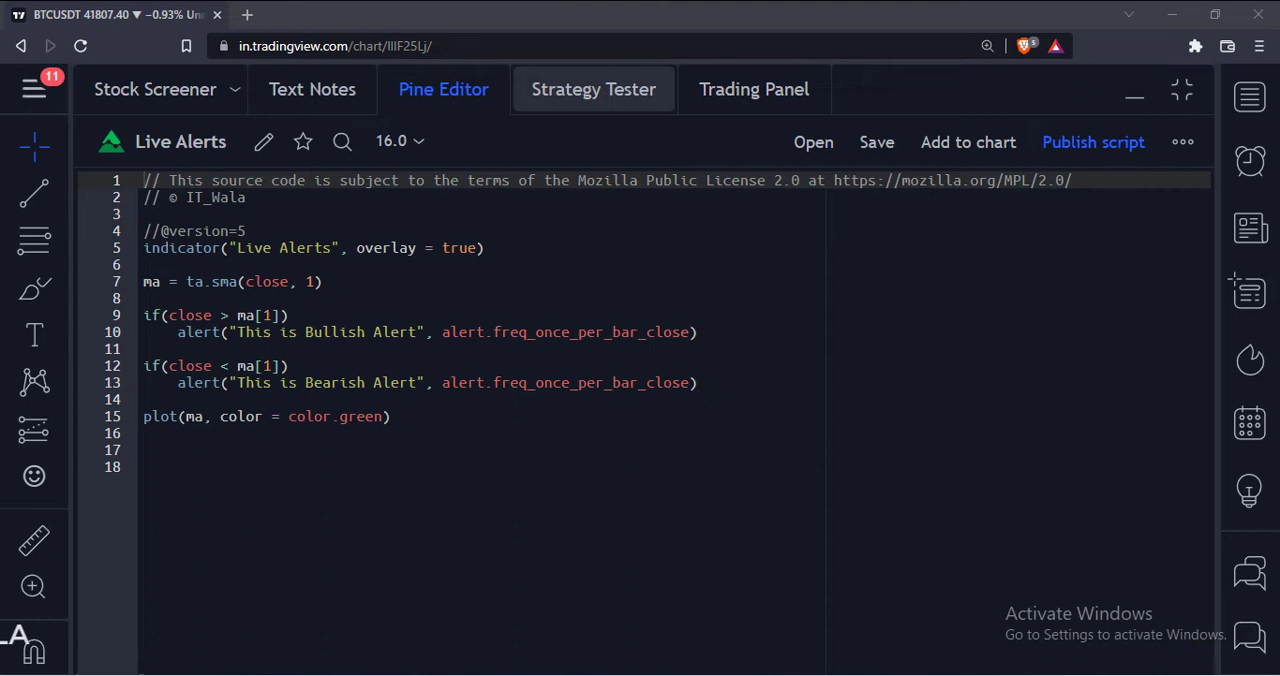 BTCUSDT 41807.40 ▼ −0.93% Unn
in.tradingview.com/chart/IIIF25Lj/
5
11
Stock Screener Text Notes Pine Editor Strategy Tester Trading Panel
Live Alerts 16.0 Open Save Add to chart Publish script
1 // This source code is subject to the terms of the Mozilla Public License 2.0 at https://mozilla.org/MPL/2.0/
2 // © IT_Wala
3
4 //@version=5
5 indicator("Live Alerts", overlay = true)
6
7 ma = ta.sma(close, 1)
8
9 if(close > ma[1])
10     alert("This is Bullish Alert", alert.freq_once_per_bar_close)
11
12 if(close < ma[1])
13     alert("This is Bearish Alert", alert.freq_once_per_bar_close)
14
15 plot(ma, color = color.green)
16
17
18
Activate Windows
Go to Settings to activate Windows.
LA